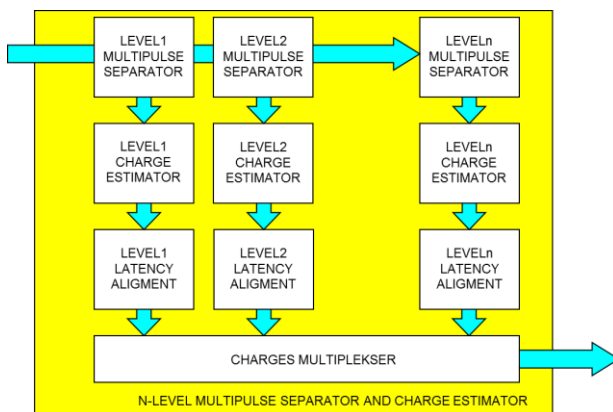 LEVEL1
MULTIPULSE
SEPARATOR
LEVEL2
MULTIPULSE
SEPARATOR
LEVELn
MULTIPULSE
SEPARATOR
LEVEL1
CHARGE
ESTIMATOR
LEVEL2
CHARGE
ESTIMATOR
LEVELn
CHARGE
ESTIMATOR
LEVEL1
LATENCY
ALIGMENT
LEVEL2
LATENCY
ALIGMENT
LEVELn
LATENCY
ALIGMENT
CHARGES MULTIPLEKSER
N-LEVEL MULTIPULSE SEPARATOR AND CHARGE ESTIMATOR